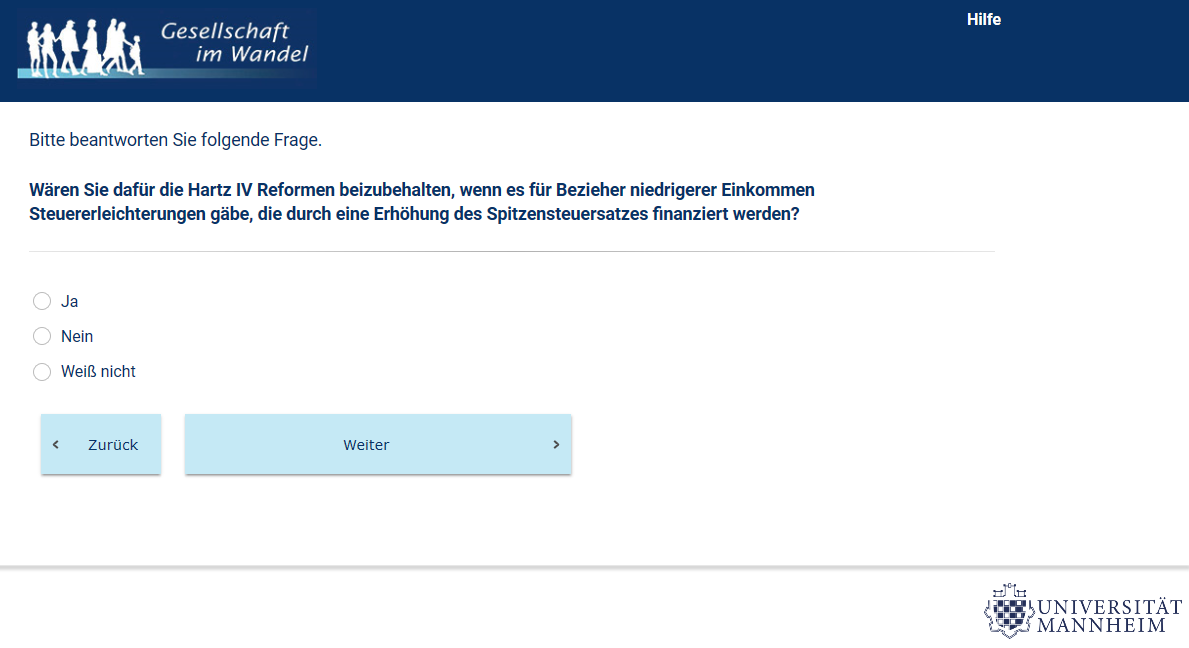 Gesellschaft
im Wandel
Hilfe
Bitte beantworten Sie folgende Frage.
Wären Sie dafür die Hartz IV Reformen beizubehalten, wenn es für Bezieher niedrigerer Einkommen
Steuererleichterungen gäbe, die durch eine Erhöhung des Spitzensteuersatzes finanziert werden?
Ja
Nein
Weiß nicht
‹ Zurück
Weiter ›
UNIVERSITÄT
MANNHEIM